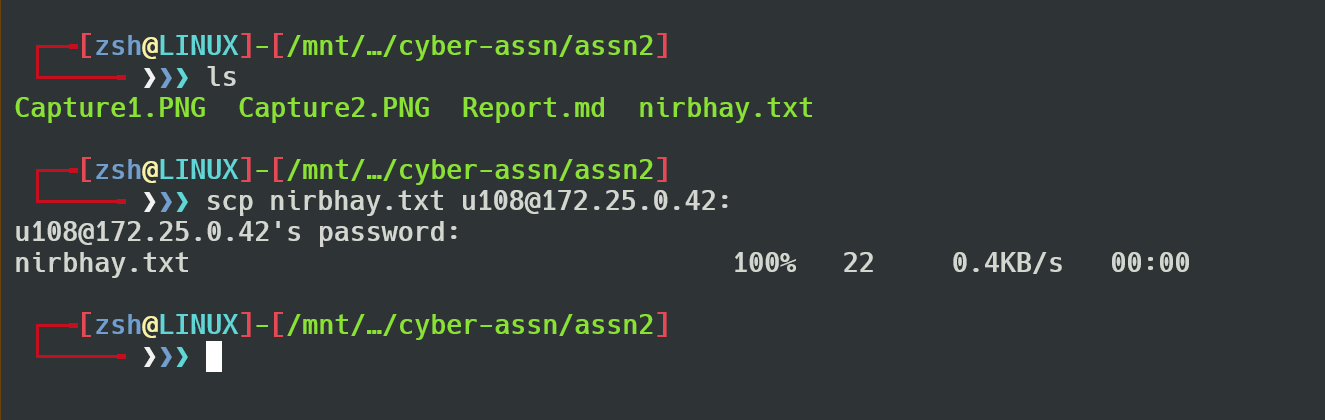 [zsh@LINUX]-[/mnt/…/cyber-assn/assn2]
❯❯❯ ls
Capture1.PNG  Capture2.PNG  Report.md  nirbhay.txt
[zsh@LINUX]-[/mnt/…/cyber-assn/assn2]
❯❯❯ scp nirbhay.txt u108@172.25.0.42:
u108@172.25.0.42's password:
nirbhay.txt                                  100%   22     0.4KB/s   00:00
[zsh@LINUX]-[/mnt/…/cyber-assn/assn2]
❯❯❯